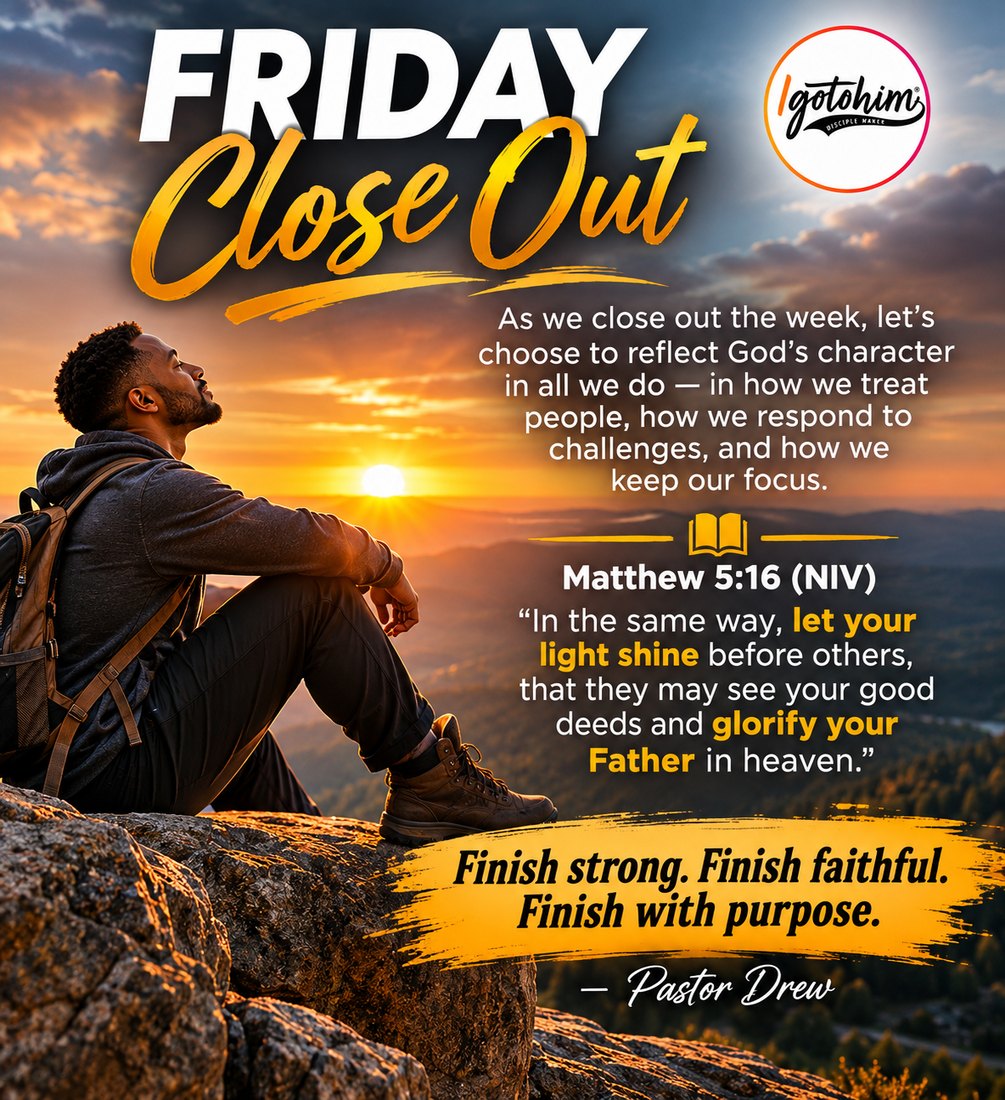 FRIDAY
Close Out
Igotohim®
DISCIPLE MAKER
As we close out the week, let’s
choose to reflect God’s character
in all we do — in how we treat
people, how we respond to
challenges, and how we
keep our focus.
Matthew 5:16 (NIV)
“In the same way, let your
light shine before others,
that they may see your good
deeds and glorify your
Father in heaven.”
Finish strong. Finish faithful.
Finish with purpose.
— Pastor Drew